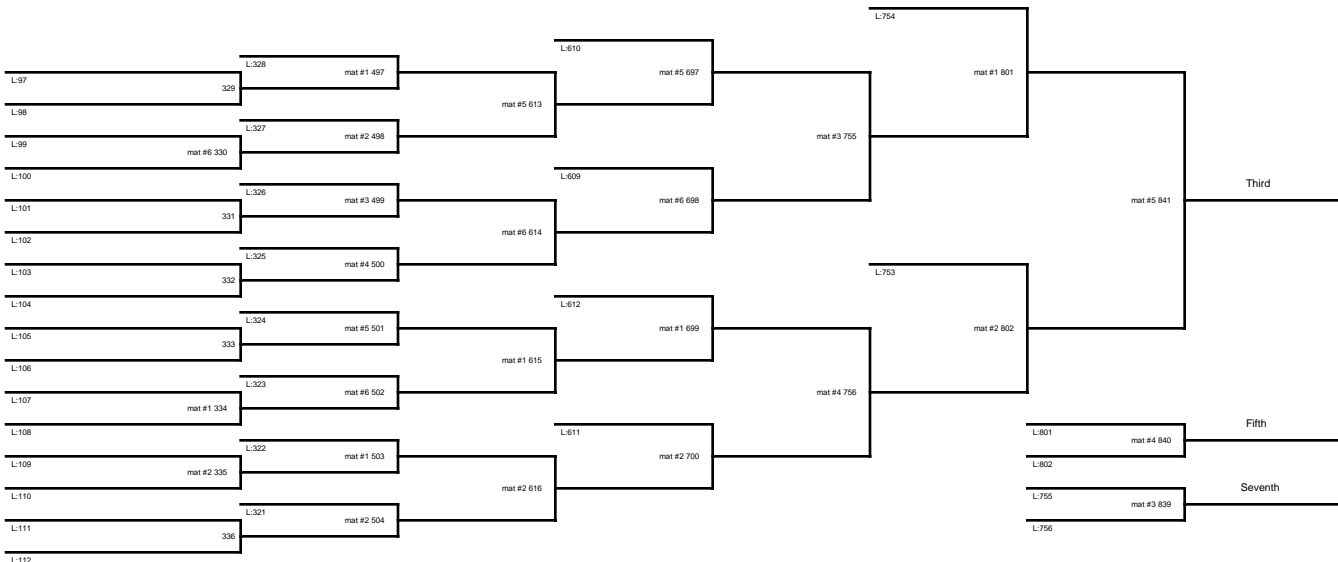 L:754
L:610
L:328
mat #1 497
mat #5 697
mat #1 801
L:97
329
mat #5 613
L:98
L:327
mat #2 498
mat #3 755
L:99
mat #6 330
L:100
L:609
L:326
mat #3 499
mat #6 698
mat #5 841
Third
L:101
331
mat #6 614
L:102
L:325
mat #4 500
L:103
332
L:753
L:104
L:612
L:324
mat #5 501
mat #1 699
mat #2 802
L:105
333
mat #1 615
L:106
L:323
mat #6 502
mat #4 756
L:107
mat #1 334
L:108
L:611
L:801
mat #4 840
Fifth
L:322
mat #1 503
mat #2 700
L:109
mat #2 335
L:802
mat #2 616
L:110
L:755
mat #3 839
Seventh
L:321
mat #2 504
L:111
336
L:756
L:112